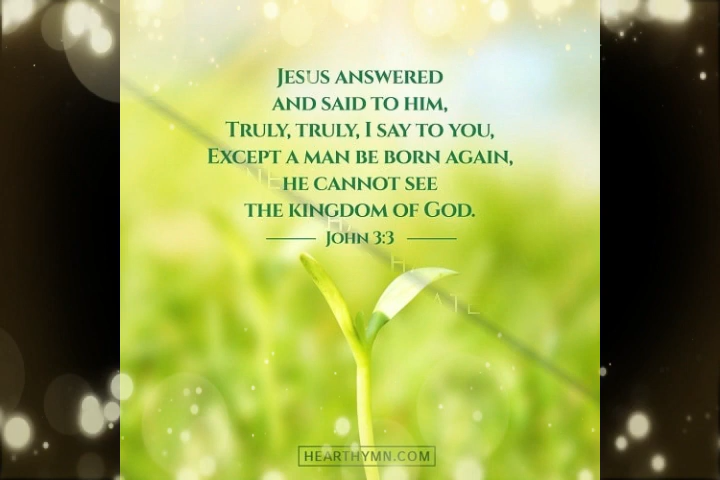 Jesus answered
and said to him,
Truly, truly, I say to you,
Except a man be born again,
he cannot see
the kingdom of God.
John 3:3
HEARTHYMN.COM